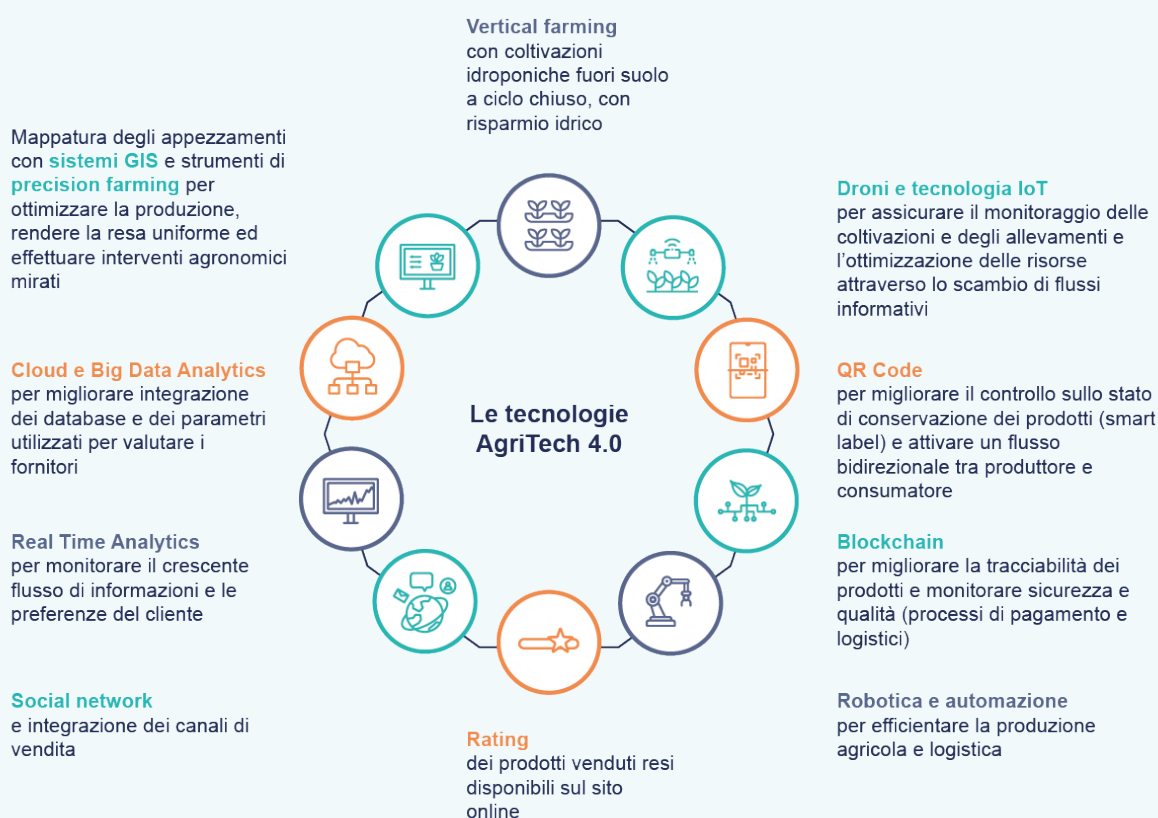 Vertical farming
con coltivazioni
idroponiche fuori suolo
a ciclo chiuso, con
risparmio idrico
Mappatura degli appezzamenti
con sistemi GIS e strumenti di
precision farming per
ottimizzare la produzione,
rendere la resa uniforme ed
effettuare interventi agronomici
mirati
Droni e tecnologia IoT
per assicurare il monitoraggio delle
coltivazioni e degli allevamenti e
l'ottimizzazione delle risorse
attraverso lo scambio di flussi
informativi
Cloud e Big Data Analytics
per migliorare integrazione
dei database e dei parametri
utilizzati per valutare i
fornitori
Le tecnologie
AgriTech 4.0
QR Code
per migliorare il controllo sullo stato
di conservazione dei prodotti (smart
label) e attivare un flusso
bidirezionale tra produttore e
consumatore
Real Time Analytics
per monitorare il crescente
flusso di informazioni e le
preferenze del cliente
Blockchain
per migliorare la tracciabilità dei
prodotti e monitorare sicurezza e
qualità (processi di pagamento e
logistici)
Social network
e integrazione dei canali di
vendita
Rating
dei prodotti venduti resi
disponibili sul sito
online
Robotica e automazione
per efficientare la produzione
agricola e logistica